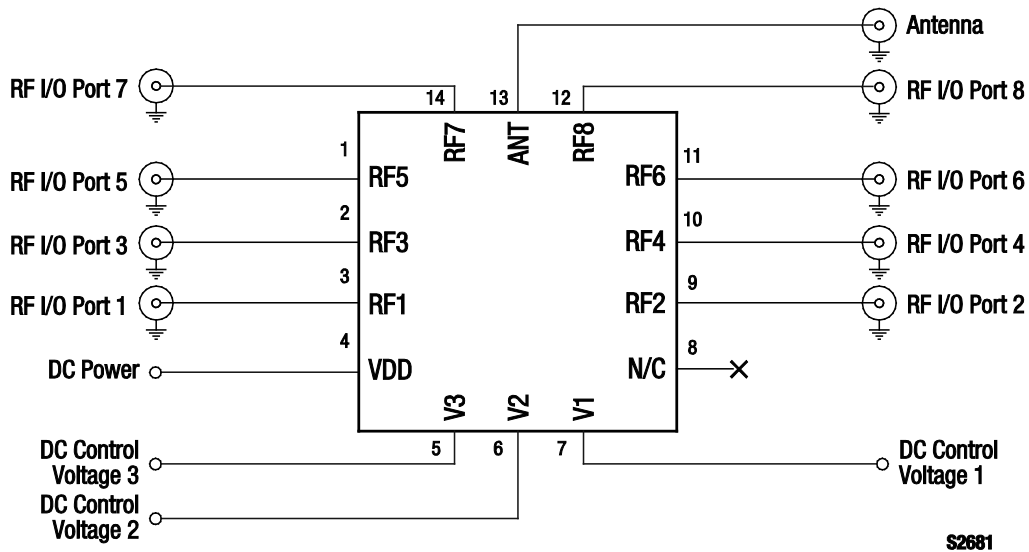 Antenna
RF I/O Port 7
RF I/O Port 8
14
13
12
RF7
ANT
RF8
1
11
RF I/O Port 5
RF5
RF6
RF I/O Port 6
2
10
RF I/O Port 3
RF3
RF4
RF I/O Port 4
3
9
RF I/O Port 1
RF1
RF2
RF I/O Port 2
4
8
DC Power
VDD
N/C
V3
V2
V1
5
6
7
DC Control
Voltage 3
DC Control
Voltage 1
DC Control
Voltage 2
S2681